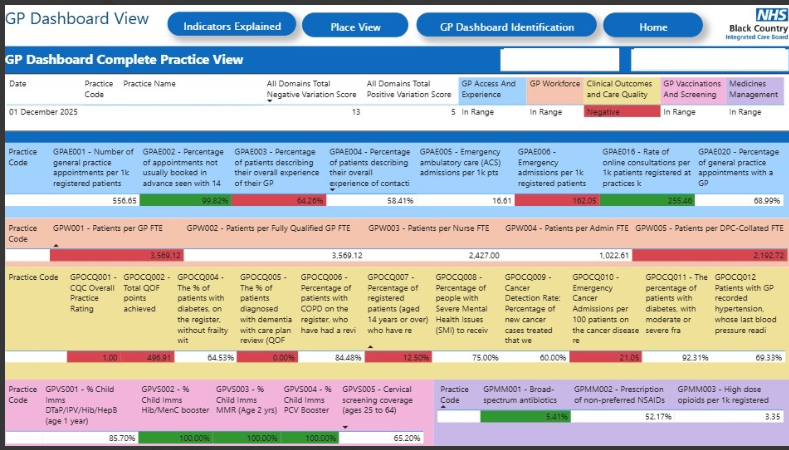 GP Dashboard View
Indicators Explained
Place View
GP Dashboard Identification
Home
NHS
Black Country
Integrated Care Board
GP Dashboard Complete Practice View
Date
Practice Code
Practice Name
All Domains Total Negative Variation Score
All Domains Total Positive Variation Score
GP Access And Experience
GP Workforce
Clinical Outcomes and Care Quality
GP Vaccinations And Screening
Medicines Management
01 December 2025
13
5
In Range
In Range
Negative
In Range
In Range
Practice Code
GPAE001 - Number of general practice appointments per 1k registered patients
GPAE002 - Percentage of appointments not usually booked in advance seen with 14
GPAE003 - Percentage of patients describing their overall experience of their GP
GPAE004 - Percentage of patients describing their overall experience of contacti
GPAE005 - Emergency ambulatory care (ACS) admissions per 1k pts
GPAE006 - Emergency admissions per 1k registered patients
GPAE016 - Rate of online consultations per 1k patients registered at practices k
GPAE020 - Percentage of general practice appointments with a GP
556.65
99.82%
64.26%
58.41%
16.61
162.05
255.46
68.99%
Practice Code
GPW001 - Patients per GP FTE
GPW002 - Patients per Fully Qualified GP FTE
GPW003 - Patients per Nurse FTE
GPW004 - Patients per Admin FTE
GPW005 - Patients per DPC-Collated FTE
3,569.12
3,569.12
2,427.00
1,022.61
2,192.72
Practice Code
GPOCQ001 - CQC Overall Practice Rating
GPOCQ002 - Total QOF points achieved
GPOCQ004 - The % of patients with diabetes, on the register, without frailty wit
GPOCQ005 - The % of patients diagnosed with dementia with care plan review (QOF
GPOCQ006 - Percentage of patients with COPD on the register, who have had a revi
GPOCQ007 - Percentage of registered patients (aged 14 years or over) who have re
GPOCQ008 - Percentage of people with Severe Mental Health Issues (SMI) to receiv
GPOCQ009 - Cancer Detection Rate: Percentage of new cancer cases treated that we
GPOCQ010 - Emergency Cancer Admissions per 100 patients on the cancer disease re
GPOCQ011 - The percentage of patients with diabetes, with moderate or severe fra
GPOCQ012 Patients with GP recorded hypertension, whose last blood pressure readi
1.00
496.91
64.53%
0.00%
84.48%
12.50%
75.00%
60.00%
21.05
92.31%
69.33%
Practice Code
GPVS001 - % Child Imms DTaP/IPV/Hib/HepB (age 1 year)
GPVS002 - % Child Imms Hib/MenC booster
GPVS003 - % Child Imms MMR (Age 2 yrs)
GPVS004 - % Child Imms PCV Booster
GPVS005 - Cervical screening coverage (ages 25 to 64)
85.70%
100.00%
100.00%
100.00%
65.20%
Practice Code
GPMM001 - Broad-spectrum antibiotics
GPMM002 - Prescription of non-preferred NSAIDs
GPMM003 - High dose opioids per 1k registered
5.41%
52.17%
3.35